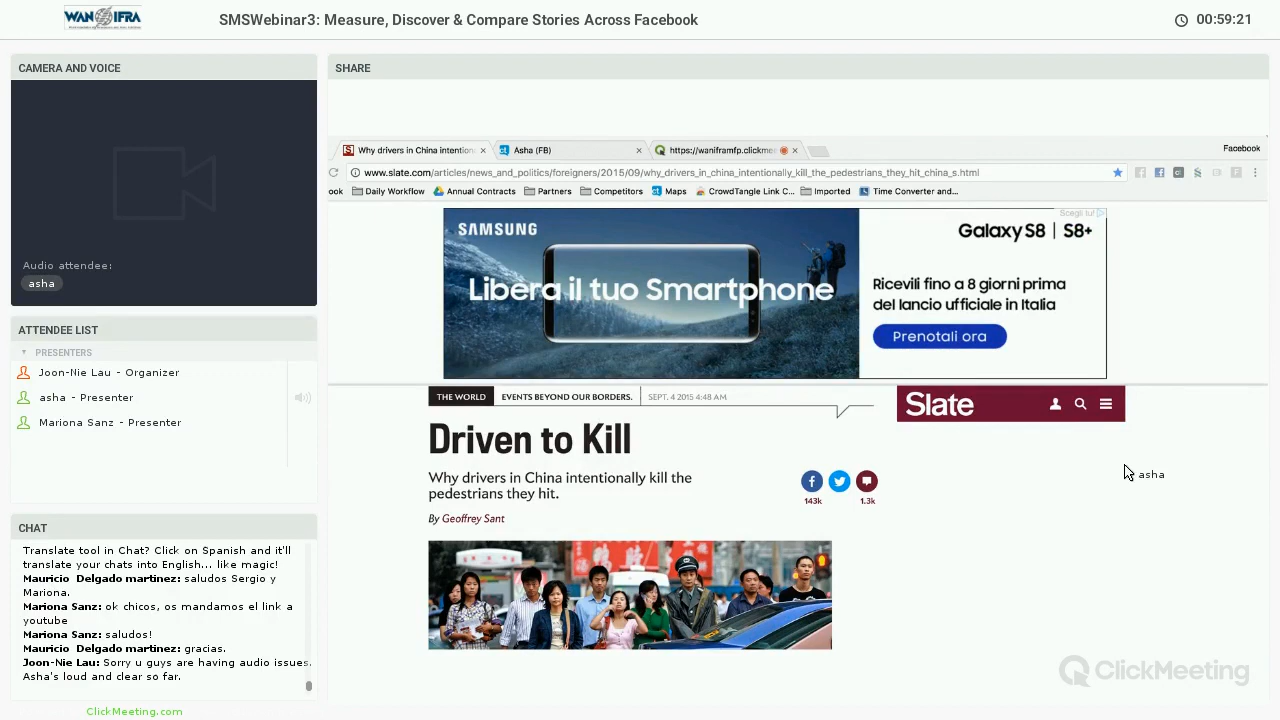 WAN IFRA
SMSWebinar3: Measure, Discover & Compare Stories Across Facebook
00:59:21
CAMERA AND VOICE
Audio attendee:
asha
ATTENDEE LIST
PRESENTERS
Joon-Nie Lau - Organizer
asha - Presenter
Mariona Sanz - Presenter
CHAT
Translate tool in Chat? Click on Spanish and it'll
translate your chats into English... like magic!
Mauricio Delgado martinez: saludos Sergio y
Mariana.
Mariona Sanz: ok chicos, os mandamos el link a
youtube
Mariona Sanz: saludos!
Mauricio Delgado martinez: gracias.
Joon-Nie Lau: Sorry u guys are having audio issues.
Asha's loud and clear so far.
ClickMeeting.com
SHARE
Why drivers in China intention
Asha (FB)
https://waniframfp.clickme
Facebook
www.slate.com/articles/news_and_politics/foreigners/2015/09/why_drivers_in_china_intentionally_kill_the_pedestrians_they_hit_china_s.html
ook
Daily Workflow
Annual Contracts
Partners
Competitors
Maps
CrowdTangle Link C...
Imported
Time Converter and...
Scegli tu!
SAMSUNG
Libera il tuo Smartphone
Galaxy S8 | S8+
Ricevili fino a 8 giorni prima
del lancio ufficiale in Italia
Prenotali ora
THE WORLD
EVENTS BEYOND OUR BORDERS.
SEPT. 4 2015 4:48 AM
Slate
Driven to Kill
Why drivers in China intentionally kill the
pedestrians they hit.
143k
1.3k
By Geoffrey Sant
asha
ClickMeeting